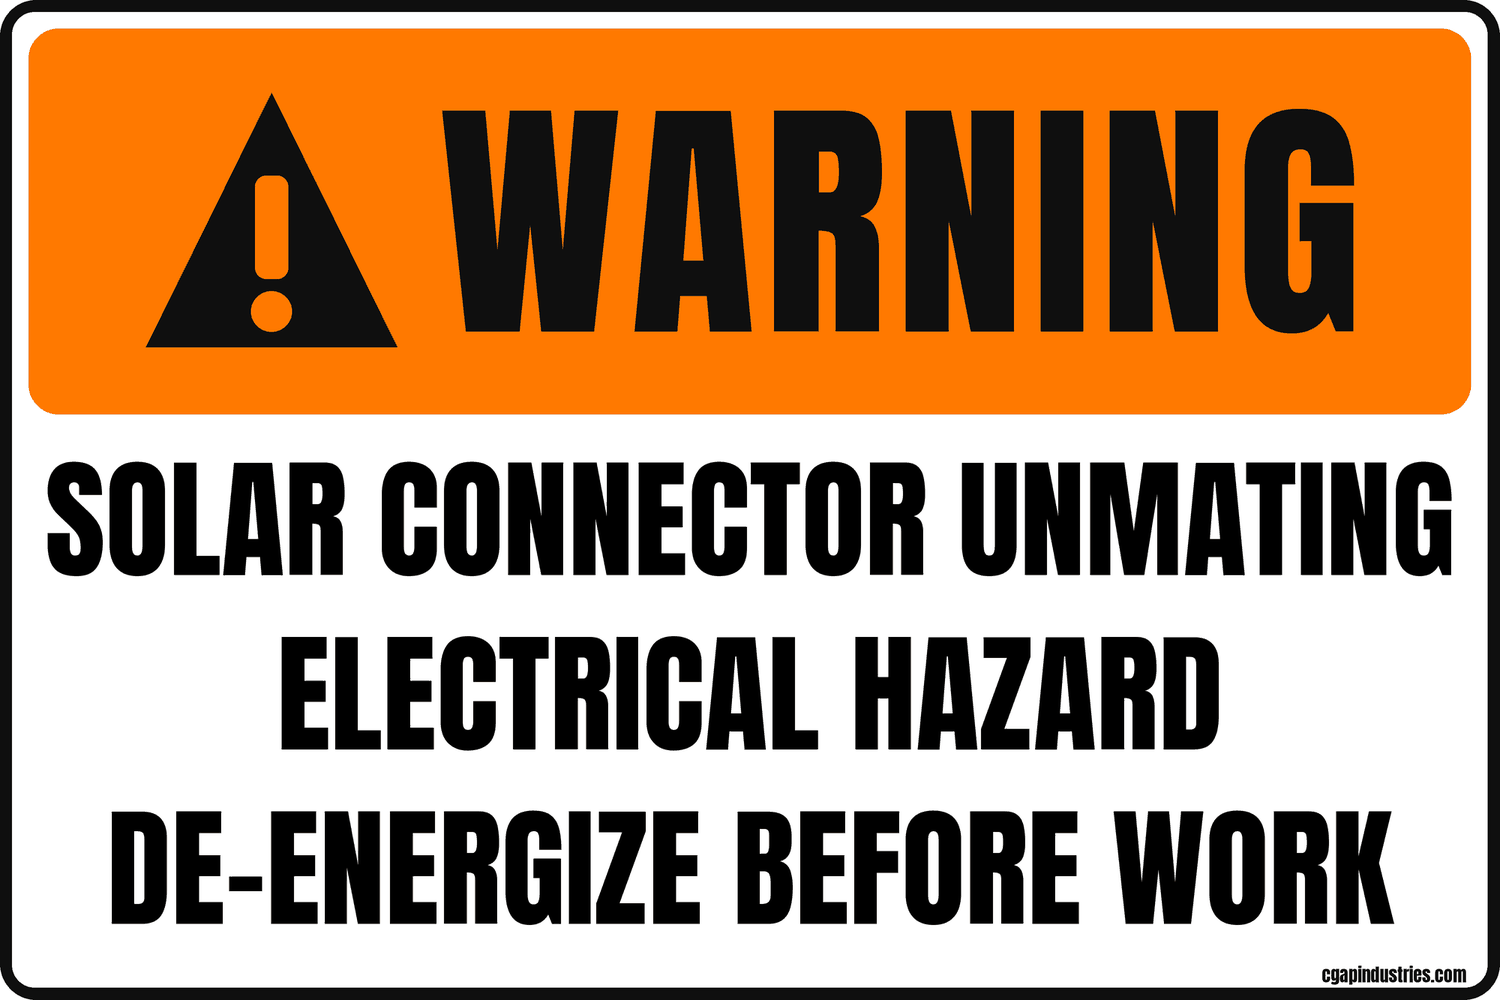 WARNING
SOLAR CONNECTOR UNMATING
ELECTRICAL HAZARD
DE-ENERGIZE BEFORE WORK
cgapindustries.com